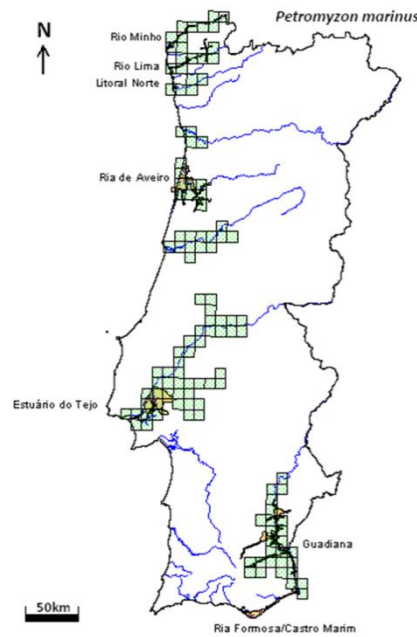 Petromyzon marinus
N
Rio Minho
Rio Lima
Litoral Norte
Ria de Aveiro
Estuário do Tejo
Guadiana
50km
Ria Formosa/Castro Marim